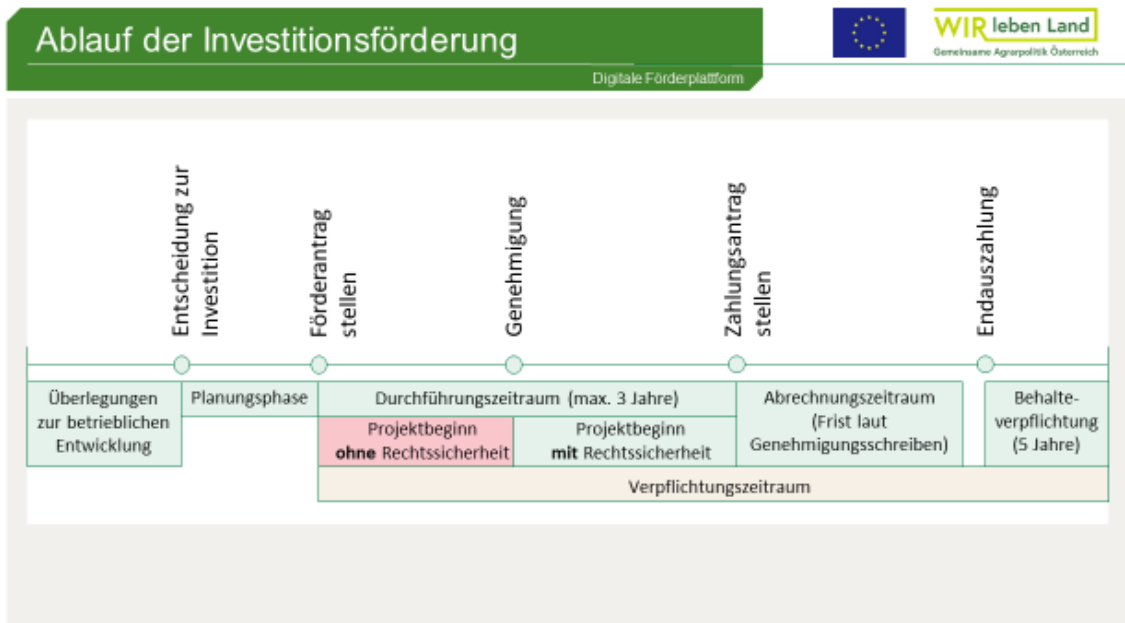 Ablauf der Investitionsförderung
Digitale Förderplattform
WIR leben Land
Gemeinsame Agrarpolitik Österreich
Entscheidung zur
Investition
Förderantrag
stellen
Genehmigung
Zahlungsantrag
stellen
Endauszahlung
Überlegungen
zur betrieblichen
Entwicklung
Planungsphase
Durchführungszeitraum (max. 3 Jahre)
Projektbeginn
ohne Rechtssicherheit
Projektbeginn
mit Rechtssicherheit
Abrechnungszeitraum
(Frist laut
Genehmigungsschreiben)
Behalte-
verpflichtung
(5 Jahre)
Verpflichtungszeitraum